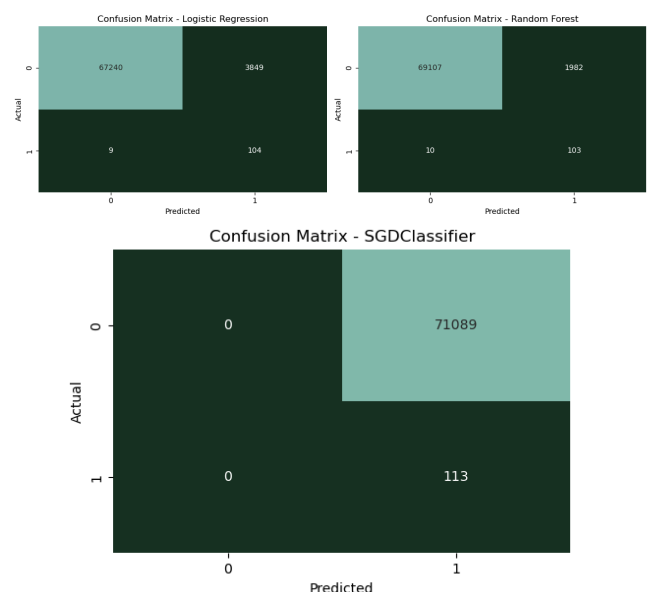 Confusion Matrix - Logistic Regression
0
67240
3849
Actual
1
9
104
0
1
Predicted
Confusion Matrix - Random Forest
0
69107
1982
Actual
1
10
103
0
1
Predicted
Confusion Matrix - SGDClassifier
0
0
71089
Actual
1
0
113
0
1
Predicted